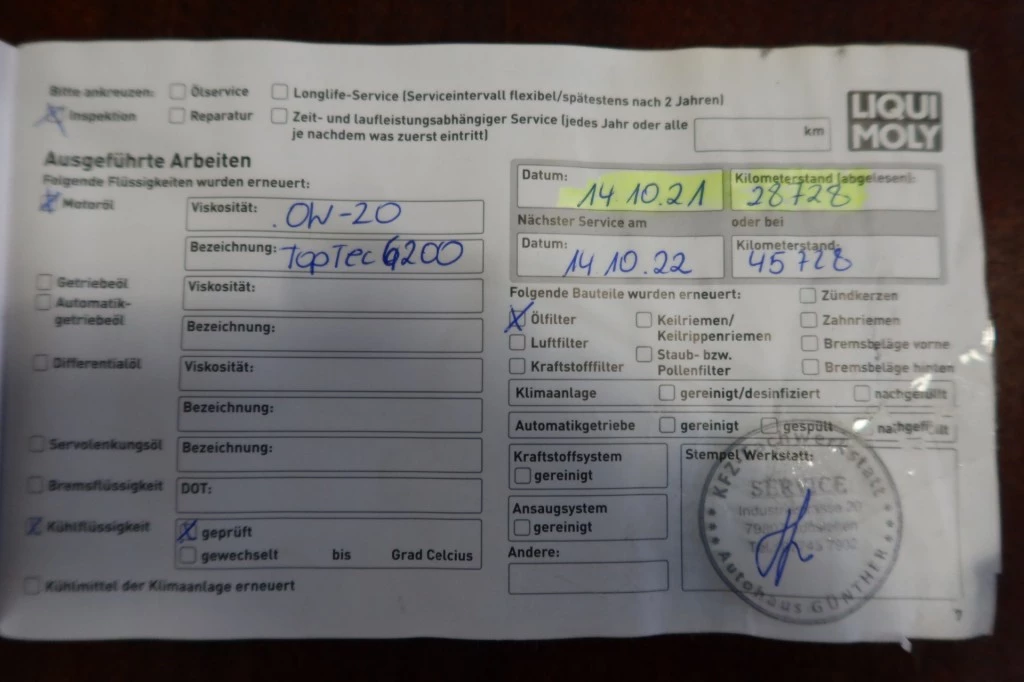 Bitte ankreuzen: Ölservice Longlife-Service (Serviceintervall flexibel/spätestens nach 2 Jahren)
Inspektion Reparatur Zeit- und laufleistungsabhängiger Service (jedes Jahr oder alle km
je nachdem was zuerst eintritt)
LIQUI
MOLY
Ausgeführte Arbeiten
Folgende Flüssigkeiten wurden erneuert:
Motoröl
Viskosität: 0W-20
Bezeichnung: TopTec 6200
Getriebeöl
Automatik-
getriebeöl
Viskosität:
Bezeichnung:
Differentialöl
Viskosität:
Bezeichnung:
Servolenkungsöl
Bezeichnung:
Bremsflüssigkeit
DOT:
Kühlflüssigkeit
geprüft
gewechselt bis Grad Celcius
Kühlmittel der Klimaanlage erneuert
Datum: 14.10.21
Kilometerstand (abgelesen): 28728
Nächster Service am oder bei
Datum: 14 10.22
Kilometerstand: 45728
Folgende Bauteile wurden erneuert:
Ölfilter
Luftfilter
Kraftstofffilter
Keilriemen/
Keilrippenriemen
Staub- bzw.
Pollenfilter
Zündkerzen
Zahnriemen
Bremsbeläge vorne
Bremsbeläge hinten
Klimaanlage gereinigt/desinfiziert nachgefüllt
Automatikgetriebe gereinigt gespült nachgefüllt
Kraftstoffsystem
gereinigt
Ansaugsystem
gereinigt
Andere:
Stempel Werkstatt:
KFZ-Fachwerkstatt
SERVICE
Autohaus GÜNTHER
7